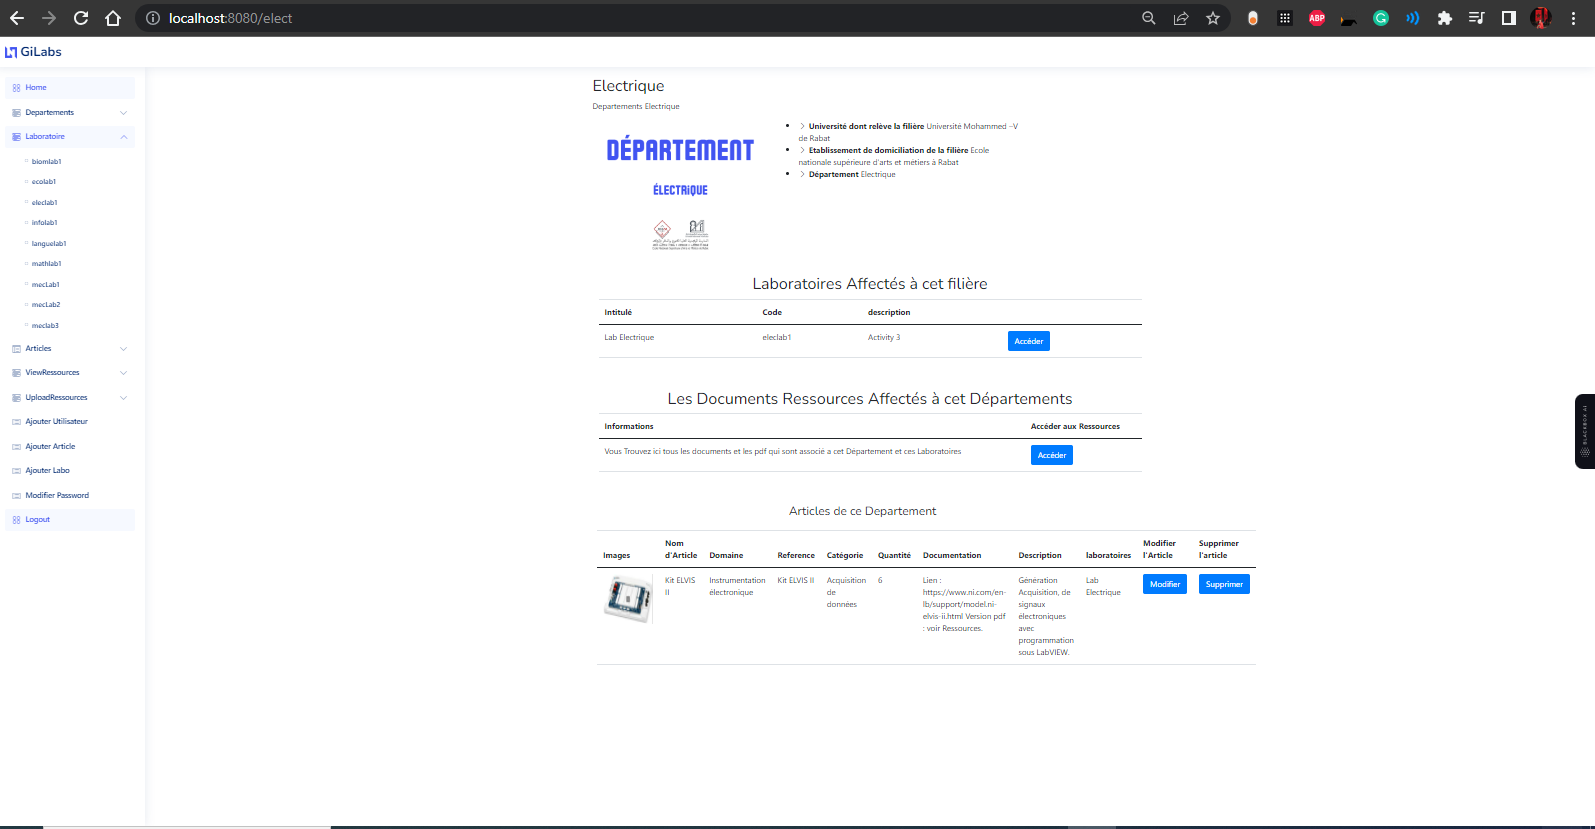 localhost:8080/elect
ABP
GiLabs
Home
Departements
Laboratoire
biomlab1
ecolab1
eleclab1
infolab1
languelab1
mathlab1
mecLab1
mecLab2
meclab3
Articles
ViewRessources
UploadRessources
Ajouter Utilisateur
Ajouter Article
Ajouter Labo
Modifier Password
Logout
Electrique
Departements Electrique
DÉPARTEMENT
ÉLECTRIQUE
Université dont relève la filière Université Mohammed –V
de Rabat
Etablissement de domiciliation de la filière Ecole
nationale supérieure d'arts et métiers à Rabat
Département Electrique
Laboratoires Affectés à cet filière
Intitulé Code description
Lab Electrique eleclab1 Activity 3 Accéder
Les Documents Ressources Affectés à cet Départements
Informations Accéder aux Ressources
Vous Trouvez ici tous les documents et les pdf qui sont associé a cet Département et ces Laboratoires Accéder
Articles de ce Departement
Images Nom d'Article Domaine Reference Catégorie Quantité Documentation Description laboratoires Modifier l'Article Supprimer l'article
Kit ELVIS II
Instrumentation électronique
Kit ELVIS II
Acquisition de données
6
Lien :
https://www.ni.com/en-
lb/support/model.ni-
elvis-ii.html Version pdf
: voir Ressources.
Génération
Acquisition, de
signaux
électroniques
avec
programmation
sous LabVIEW.
Lab
Electrique
Modifier
Supprimer
BLACKBOX AI